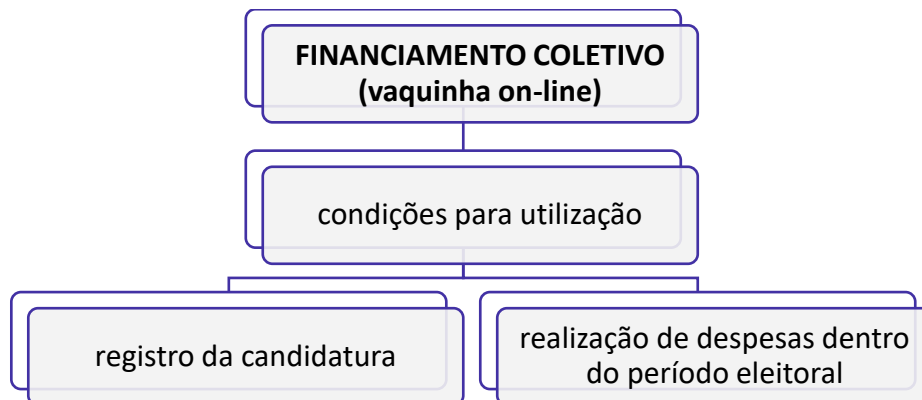 FINANCIAMENTO COLETIVO
(vaquinha on-line)
condições para utilização
registro da candidatura
realização de despesas dentro
do período eleitoral